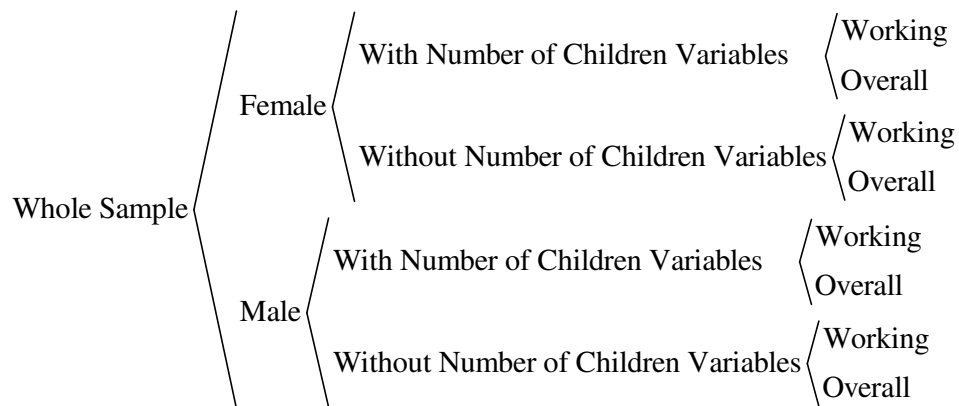 Working
With Number of Children Variables
Overall
Female
Working
Without Number of Children Variables
Overall
Whole Sample
Working
With Number of Children Variables
Overall
Male
Working
Without Number of Children Variables
Overall